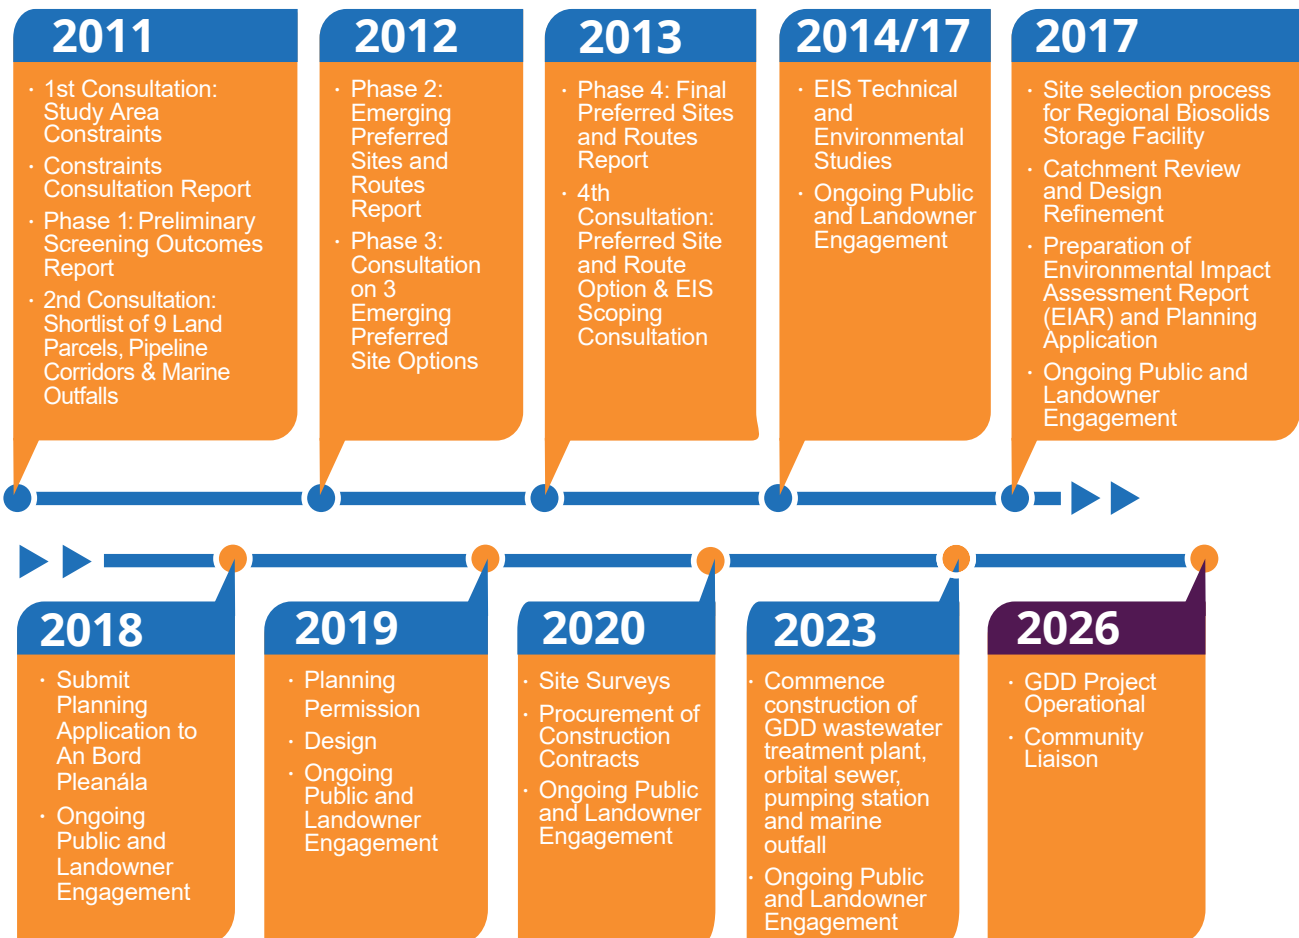 2011
· 1st Consultation:
Study Area
Constraints
· Constraints
Consultation Report
· Phase 1: Preliminary
Screening Outcomes
Report
· 2nd Consultation:
Shortlist of 9 Land
Parcels, Pipeline
Corridors & Marine
Outfalls
2012
· Phase 2:
Emerging
Preferred
Sites and
Routes
Report
· Phase 3:
Consultation
on 3
Emerging
Preferred
Site Options
2013
· Phase 4: Final
Preferred Sites
and Routes
Report
· 4th
Consultation:
Preferred Site
and Route
Option & EIS
Scoping
Consultation
2014/17
· EIS Technical
and
Environmental
Studies
· Ongoing Public
and Landowner
Engagement
2017
· Site selection process
for Regional Biosolids
Storage Facility
· Catchment Review
and Design
Refinement
· Preparation of
Environmental Impact
Assessment Report
(EIAR) and Planning
Application
· Ongoing Public and
Landowner
Engagement
2018
· Submit
Planning
Application to
An Bord
Pleanála
· Ongoing
Public and
Landowner
Engagement
2019
· Planning
Permission
· Design
· Ongoing
Public and
Landowner
Engagement
2020
· Site Surveys
· Procurement of
Construction
Contracts
· Ongoing Public
and Landowner
Engagement
2023
· Commence
construction of
GDD wastewater
treatment plant,
orbital sewer,
pumping station
and marine
outfall
· Ongoing Public
and Landowner
Engagement
2026
· GDD Project
Operational
· Community
Liaison